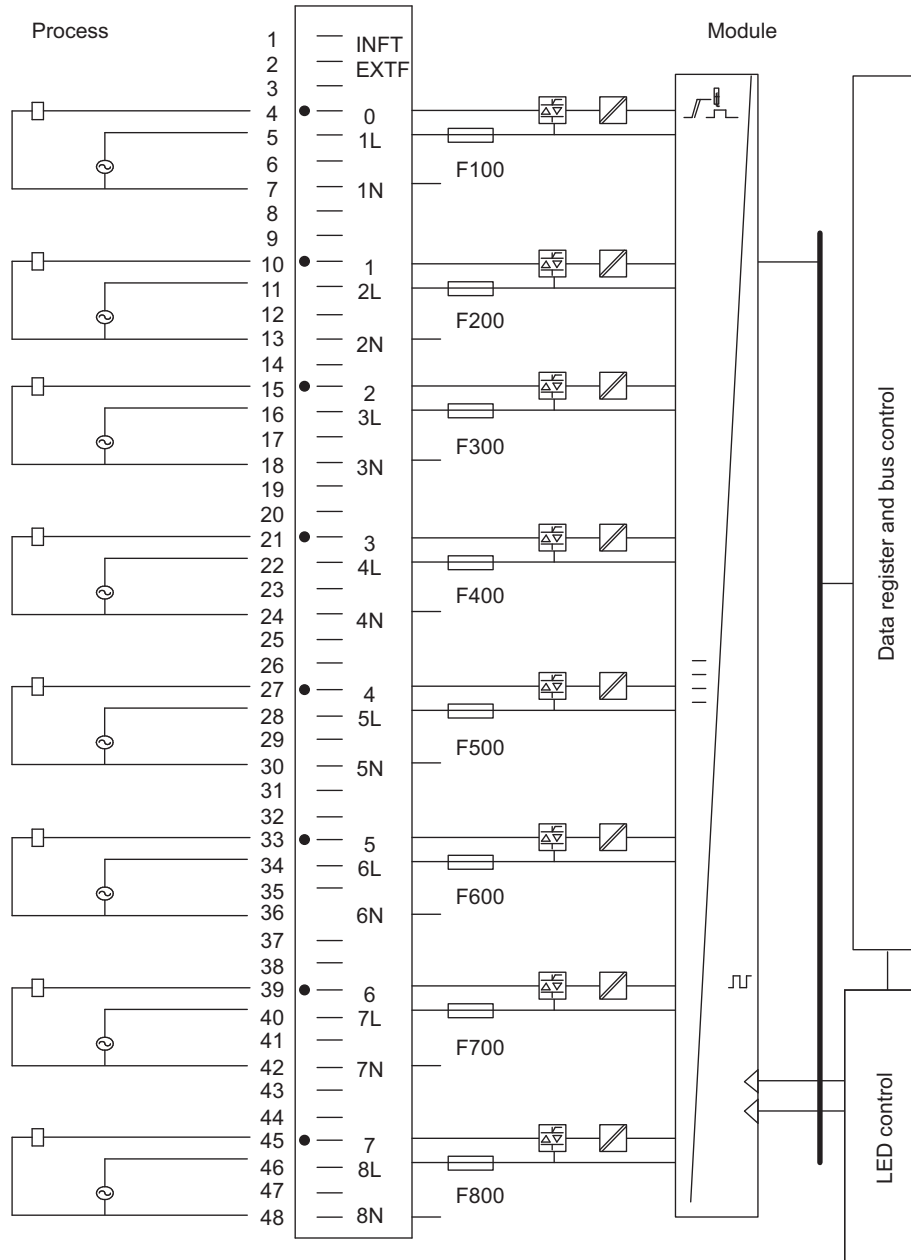 Process
Module
1 INFT
2 EXTF
3
4 0
5 1L
F100
6
7 1N
8
9
10 1
11 2L
F200
12
13 2N
14
15 2
16 3L
F300
17
18 3N
19
20
21 3
22 4L
F400
23
24 4N
25
26
27 4
28 5L
F500
29
30 5N
31
32
33 5
34 6L
F600
35
36 6N
37
38
39 6
40 7L
F700
41
42 7N
43
44
45 7
46 8L
F800
47
48 8N
Data register and bus control
LED control